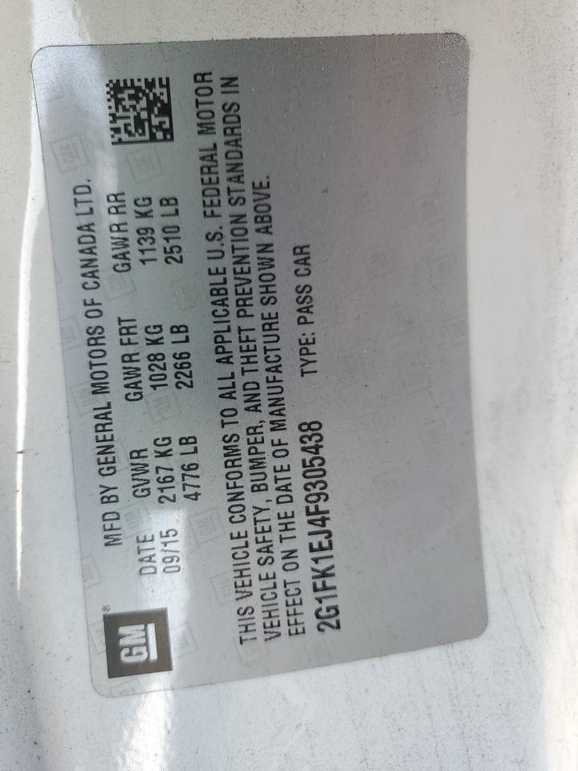 GM ®
MFD BY GENERAL MOTORS OF CANADA LTD.
DATE GVWR GAWR FRT GAWR RR
09/15 2167 KG 1028 KG 1139 KG
4776 LB 2266 LB 2510 LB
THIS VEHICLE CONFORMS TO ALL APPLICABLE U.S. FEDERAL MOTOR
VEHICLE SAFETY, BUMPER, AND THEFT PREVENTION STANDARDS IN
EFFECT ON THE DATE OF MANUFACTURE SHOWN ABOVE.
2G1FK1EJ4F9305438 TYPE: PASS CAR